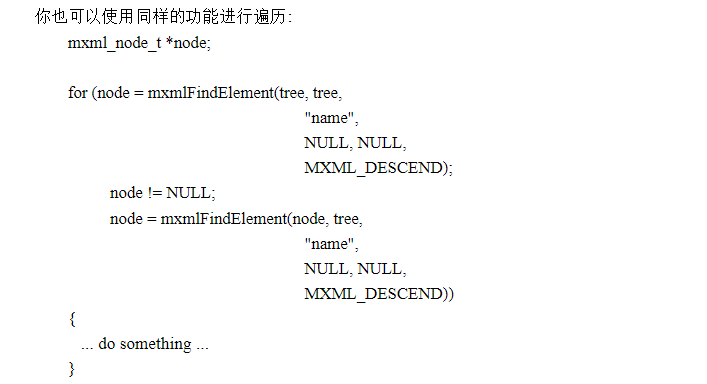 你也可以使用同样的功能进行遍历:
mxml_node_t *node;
for (node = mxmlFindElement(tree, tree,
"name",
NULL, NULL,
MXML_DESCEND);
node != NULL;
node = mxmlFindElement(node, tree,
"name",
NULL, NULL,
MXML_DESCEND))
{
... do something ...
}